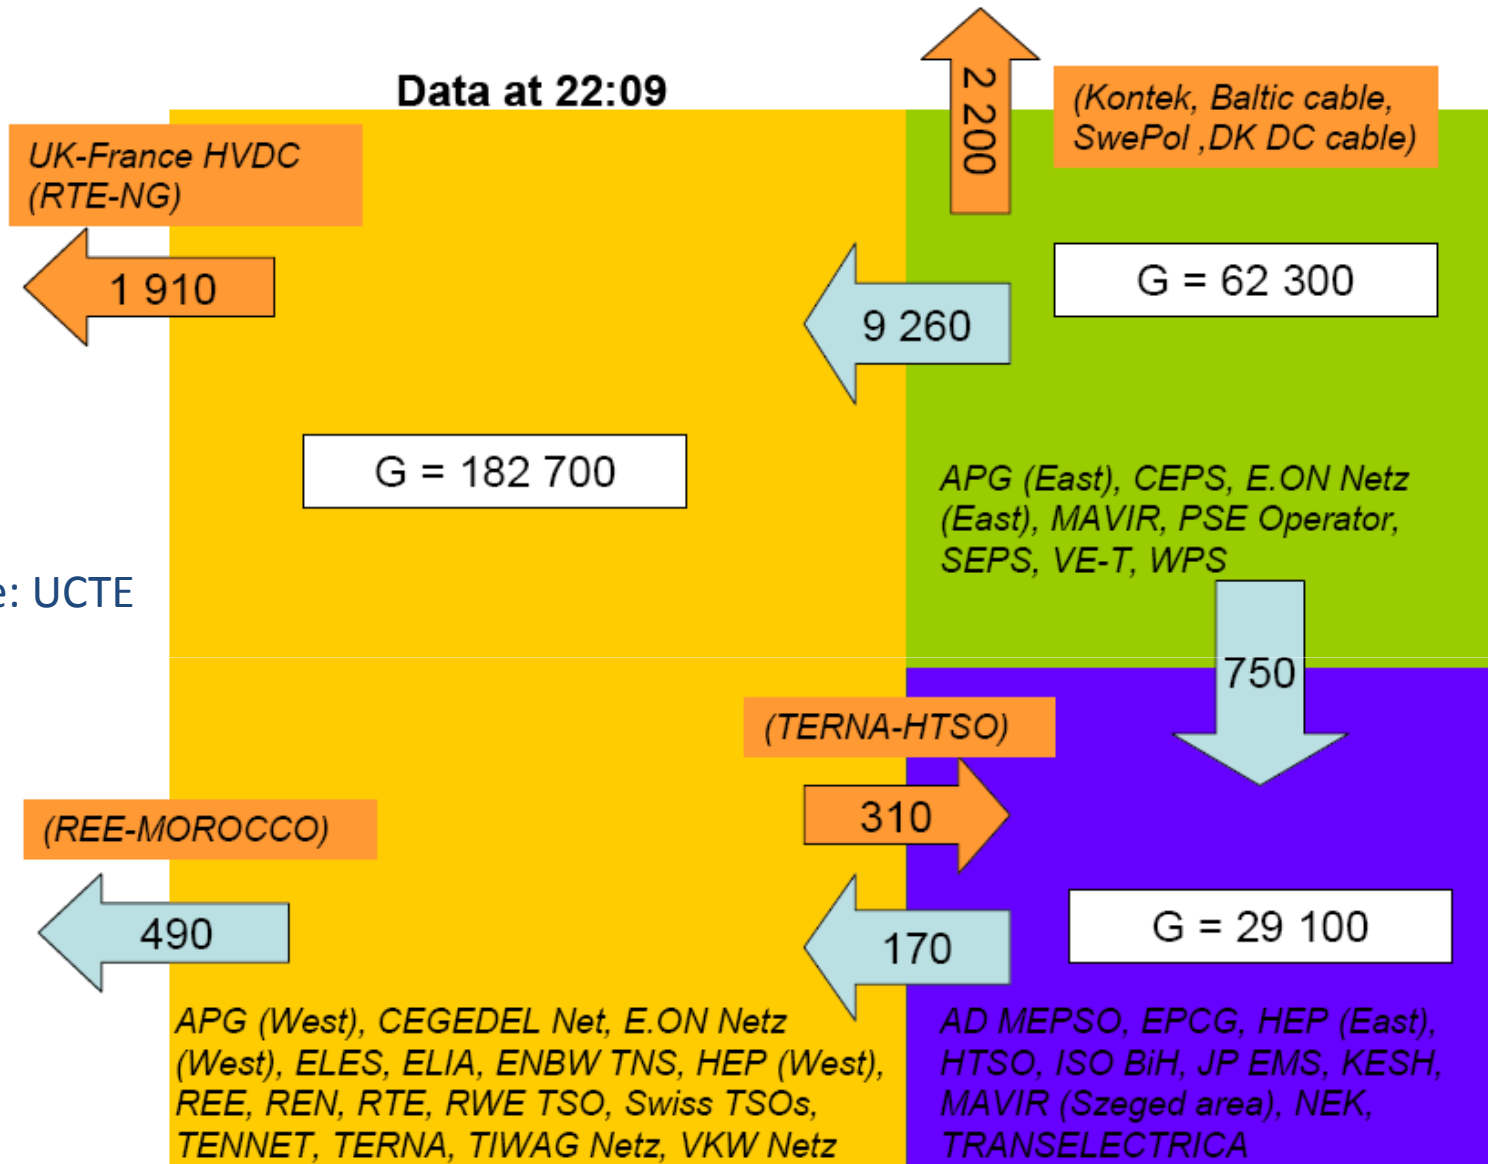 Data at 22:09
2 200
(Kontek, Baltic cable,
SwePol ,DK DC cable)
UK-France HVDC
(RTE-NG)
1 910
G = 62 300
9 260
G = 182 700
APG (East), CEPS, E.ON Netz
(East), MAVIR, PSE Operator,
SEPS, VE-T, WPS
e: UCTE
750
(TERNA-HTSO)
310
(REE-MOROCCO)
490
170
G = 29 100
APG (West), CEGEDEL Net, E.ON Netz
(West), ELES, ELIA, ENBW TNS, HEP (West),
REE, REN, RTE, RWE TSO, Swiss TSOs,
TENNET, TERNA, TIWAG Netz, VKW Netz
AD MEPSO, EPCG, HEP (East),
HTSO, ISO BiH, JP EMS, KESH,
MAVIR (Szeged area), NEK,
TRANSELECTRICA